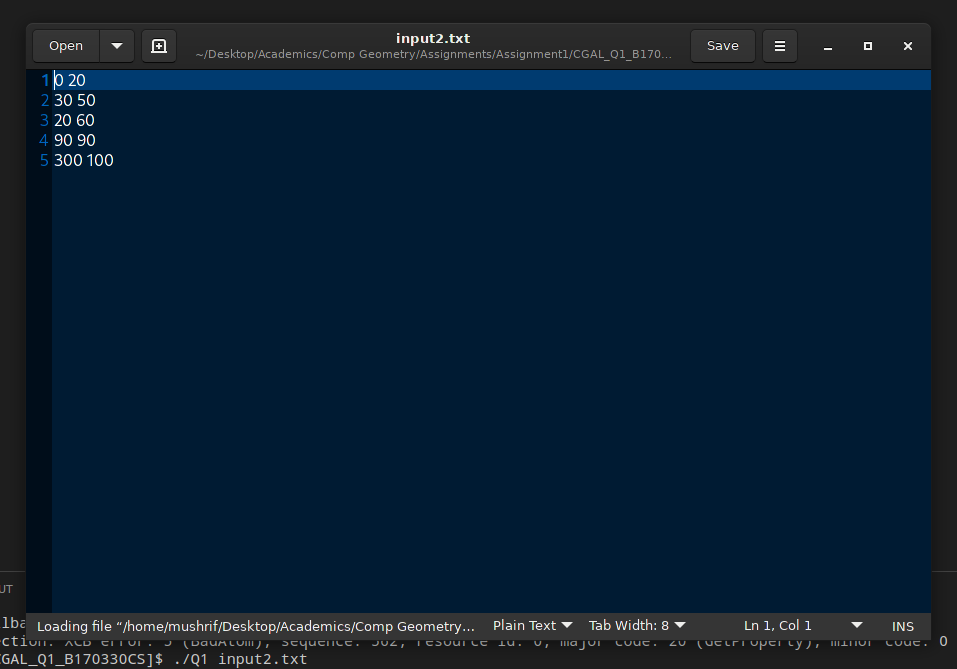 Open
input2.txt
~/Desktop/Academics/Comp Geometry/Assignments/Assignment1/CGAL_Q1_B170...
Save
1 0 20
2 30 50
3 20 60
4 90 90
5 300 100
UT
lba
Loading file “/home/mushrif/Desktop/Academics/Comp Geometry... Plain Text Tab Width: 8 Ln 1, Col 1 INS
ction: XCB error: 5 (BadAtom), sequence: 562, resource id: 0, major code: 20 (GetProperty), minor code: 0
CGAL_Q1_B170330CS]$ ./Q1 input2.txt